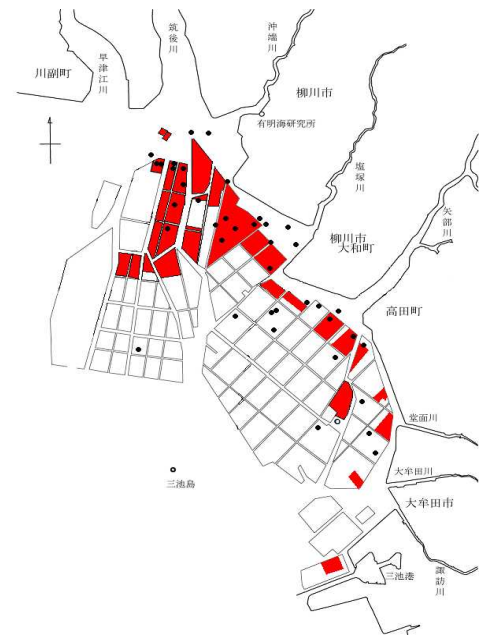 沖端川
筑後川
早津江川
川副町
柳川市
有明海研究所
塩塚川
矢部川
柳川市
大和町
高田町
堂面川
大牟田川
三池島
大牟田市
三池港
諏訪川